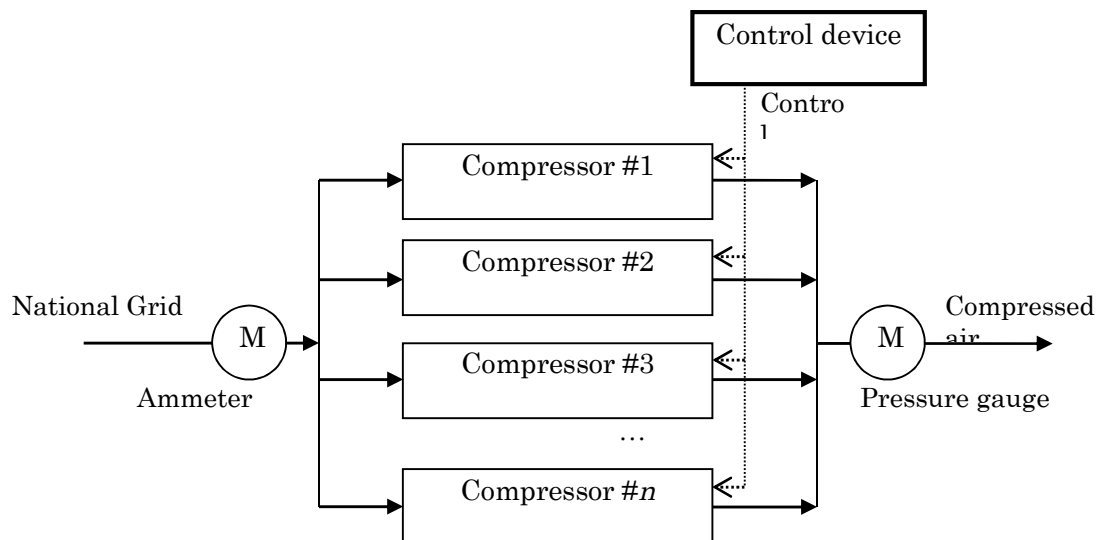 Control device
Contro
l
Compressor #1
Compressor #2
National Grid
M
Ammeter
Compressor #3
Compressed
air
M
Pressure gauge
…
Compressor #n